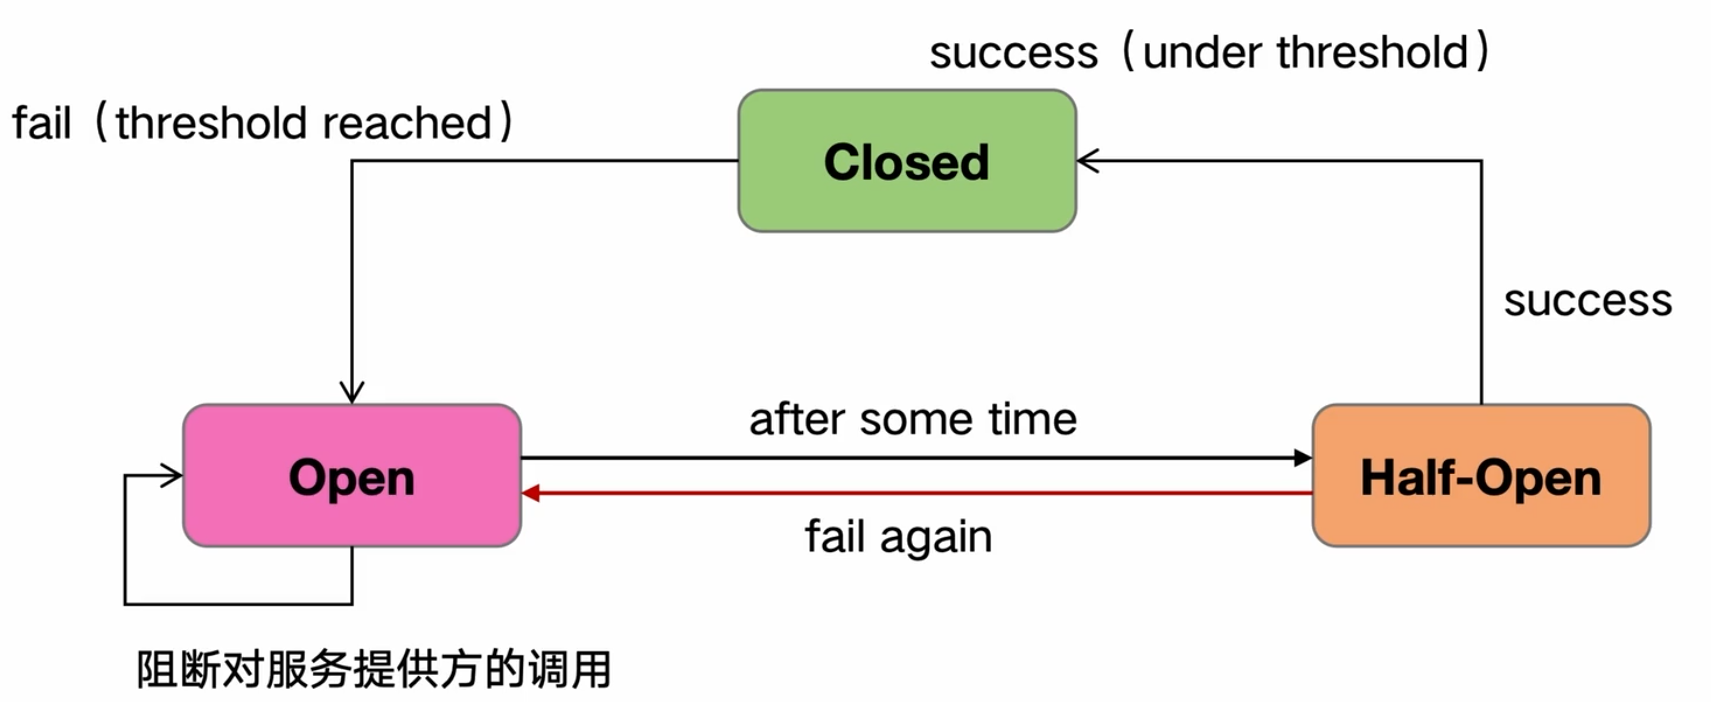 success（under threshold）
fail（threshold reached）
Closed
success
after some time
Open
Half-Open
fail again
阻断对服务提供方的调用